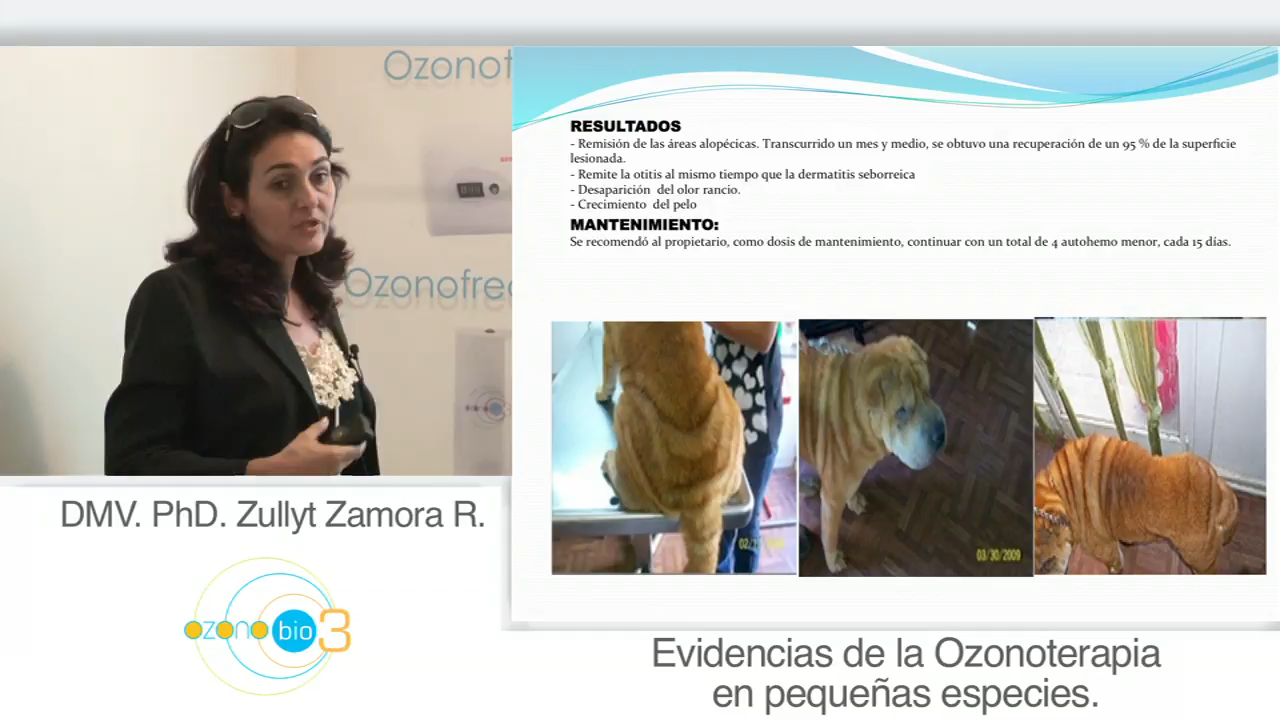 Ozonot
Ozonofre
RESULTADOS
- Remisión de las áreas alopécicas. Transcurrido un mes y medio, se obtuvo una recuperación de un 95 % de la superficie
lesionada.
- Remite la otitis al mismo tiempo que la dermatitis seborreica
- Desaparición del olor rancio.
- Crecimiento del pelo
MANTENIMIENTO:
Se recomendó al propietario, como dosis de mantenimiento, continuar con un total de 4 autohemo menor, cada 15 días.
03/30/2009
DMV. PhD. Zullyt Zamora R.
ozono bio 3
Evidencias de la Ozonoterapia
en pequeñas especies.